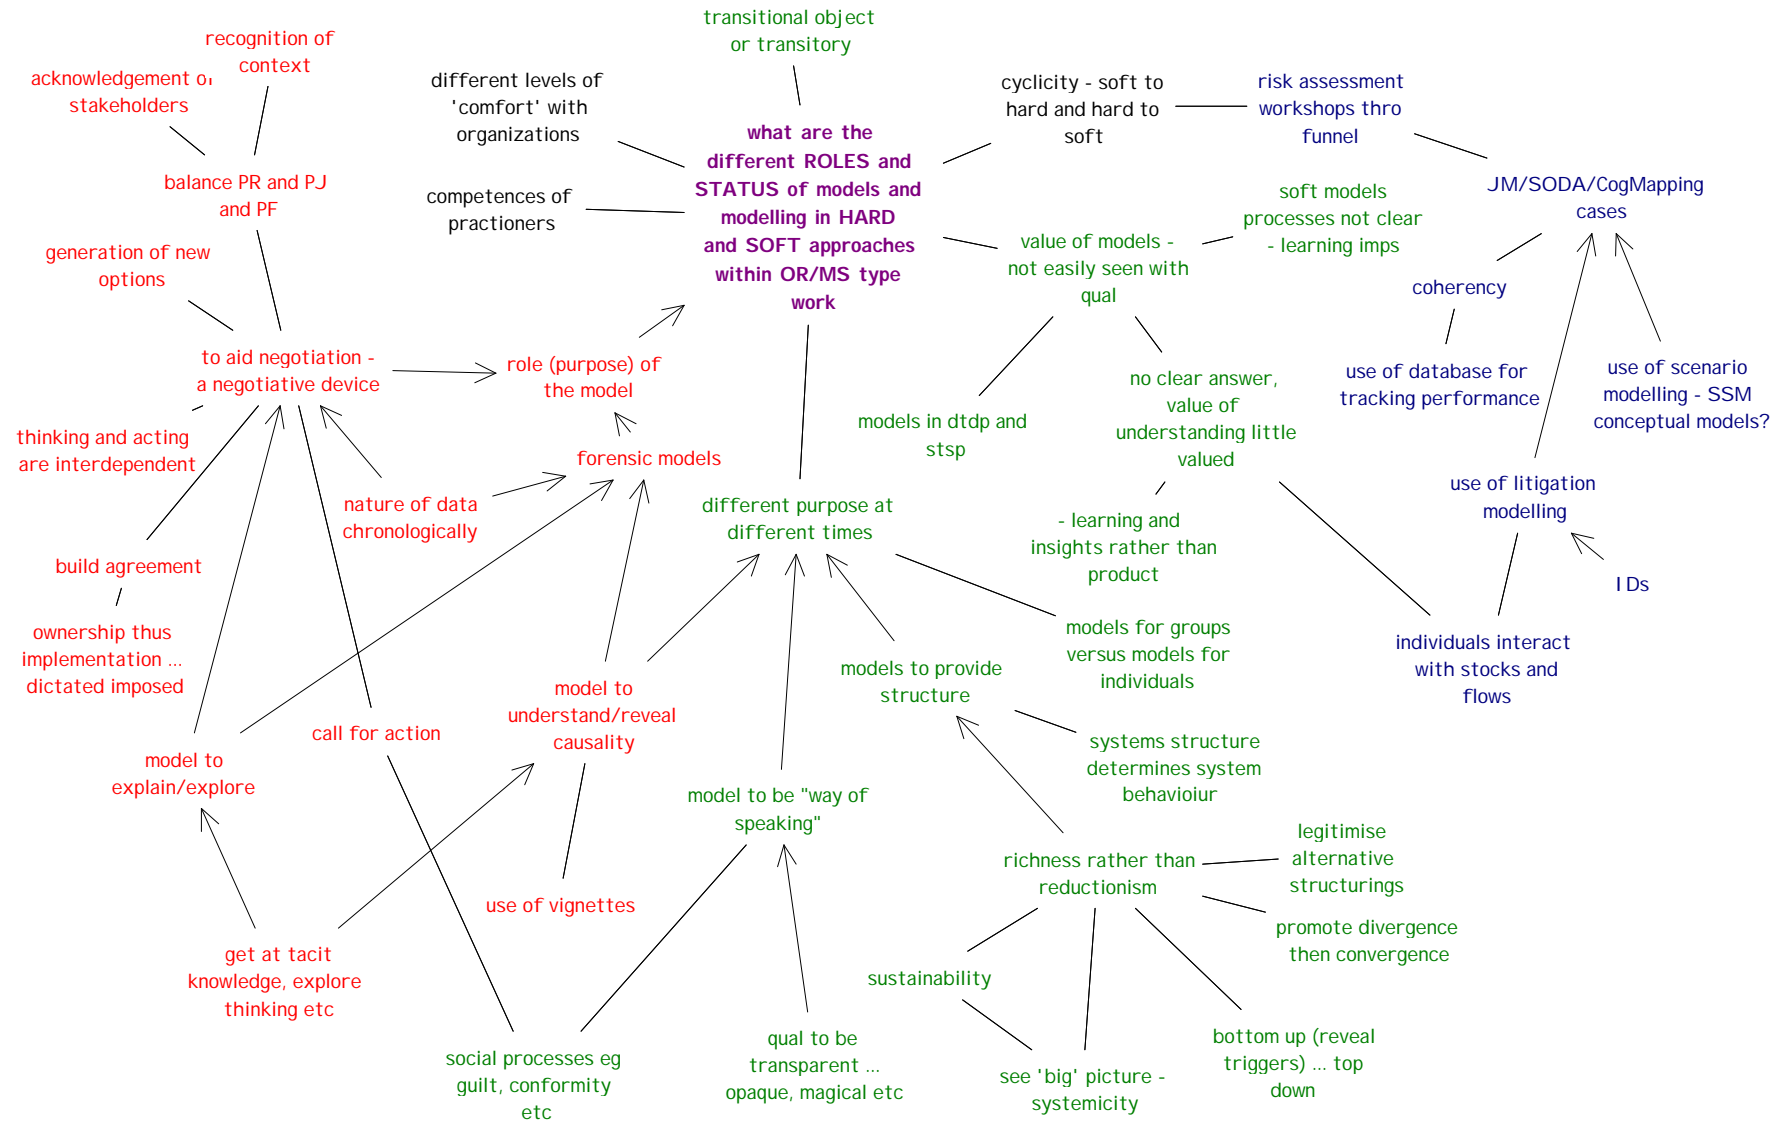 transitional object
or transitory
recognition of
context
acknowledgement of
stakeholders
different levels of
'comfort' with
organizations
cyclicity - soft to
hard and hard to
soft
risk assessment
workshops thro
funnel
what are the
different ROLES and
STATUS of models and
modelling in HARD
and SOFT approaches
within OR/MS type
work
balance PR and PJ
and PF
competences of
practioners
soft models
processes not clear
- learning imps
JM/SODA/CogMapping
cases
generation of new
options
value of models -
not easily seen with
qual
coherency
to aid negotiation -
a negotiative device
role (purpose) of
the model
no clear answer,
value of
understanding little
valued
use of database for
tracking performance
use of scenario
modelling - SSM
conceptual models?
models in dtdp and
stsp
thinking and acting
are interdependent
forensic models
nature of data
chronologically
different purpose at
different times
use of litigation
modelling
- learning and
insights rather than
product
build agreement
IDs
ownership thus
implementation ...
dictated imposed
models for groups
versus models for
individuals
individuals interact
with stocks and
flows
models to provide
structure
model to
understand/reveal
causality
call for action
model to
explain/explore
systems structure
determines system
behavioiur
model to be "way of
speaking"
legitimise
alternative
structurings
richness rather than
reductionism
use of vignettes
promote divergence
then convergence
get at tacit
knowledge, explore
thinking etc
sustainability
social processes eg
guilt, conformity
etc
qual to be
transparent ...
opaque, magical etc
see 'big' picture -
systemicity
bottom up (reveal
triggers) ... top
down